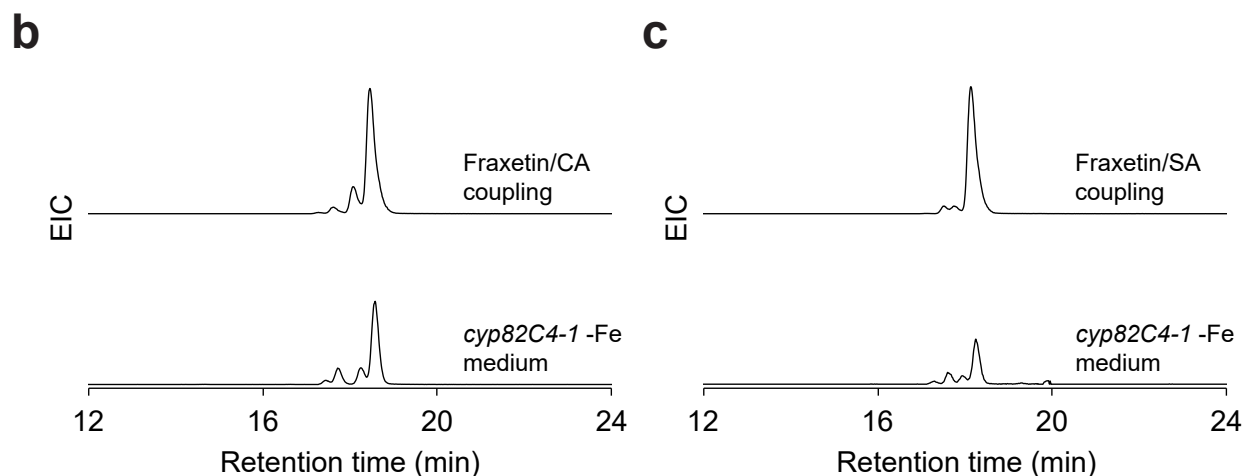 b
EIC
Fraxetin/CA
coupling
cyp82C4-1 -Fe
medium
12 16 20 24
Retention time (min)
c
EIC
Fraxetin/SA
coupling
cyp82C4-1 -Fe
medium
12 16 20 24
Retention time (min)